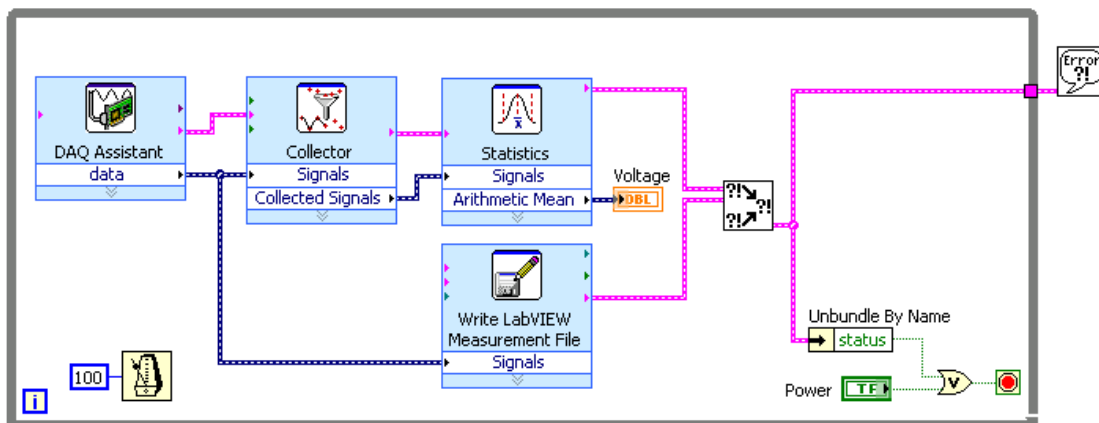 Error
?!
DAQ Assistant
data
Collector
Signals
Collected Signals
Statistics
Signals
Arithmetic Mean
Voltage
DBL
?!
?!
?!
Write LabVIEW
Measurement File
Signals
Unbundle By Name
status
100
i
Power
TF
V